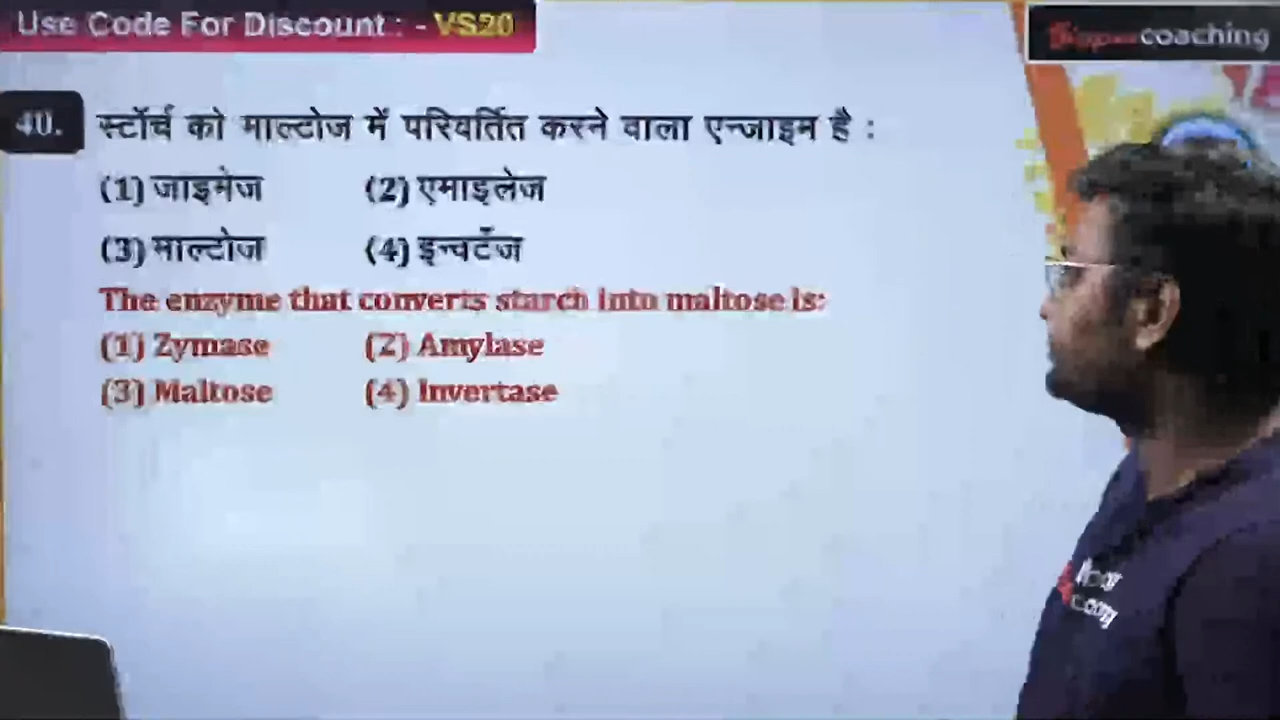 Use Code For Discount : - VS20
coaching
40. स्टॉर्च को माल्टोज में परिवर्तित करने वाला एन्जाइम है :
(1) जाइमेज (2) एमाइलेज
(3) माल्टोज (4) इन्वर्टेज
The enzyme that converts starch into maltose is:
(1) Zymase (2) Amylase
(3) Maltose (4) Invertase